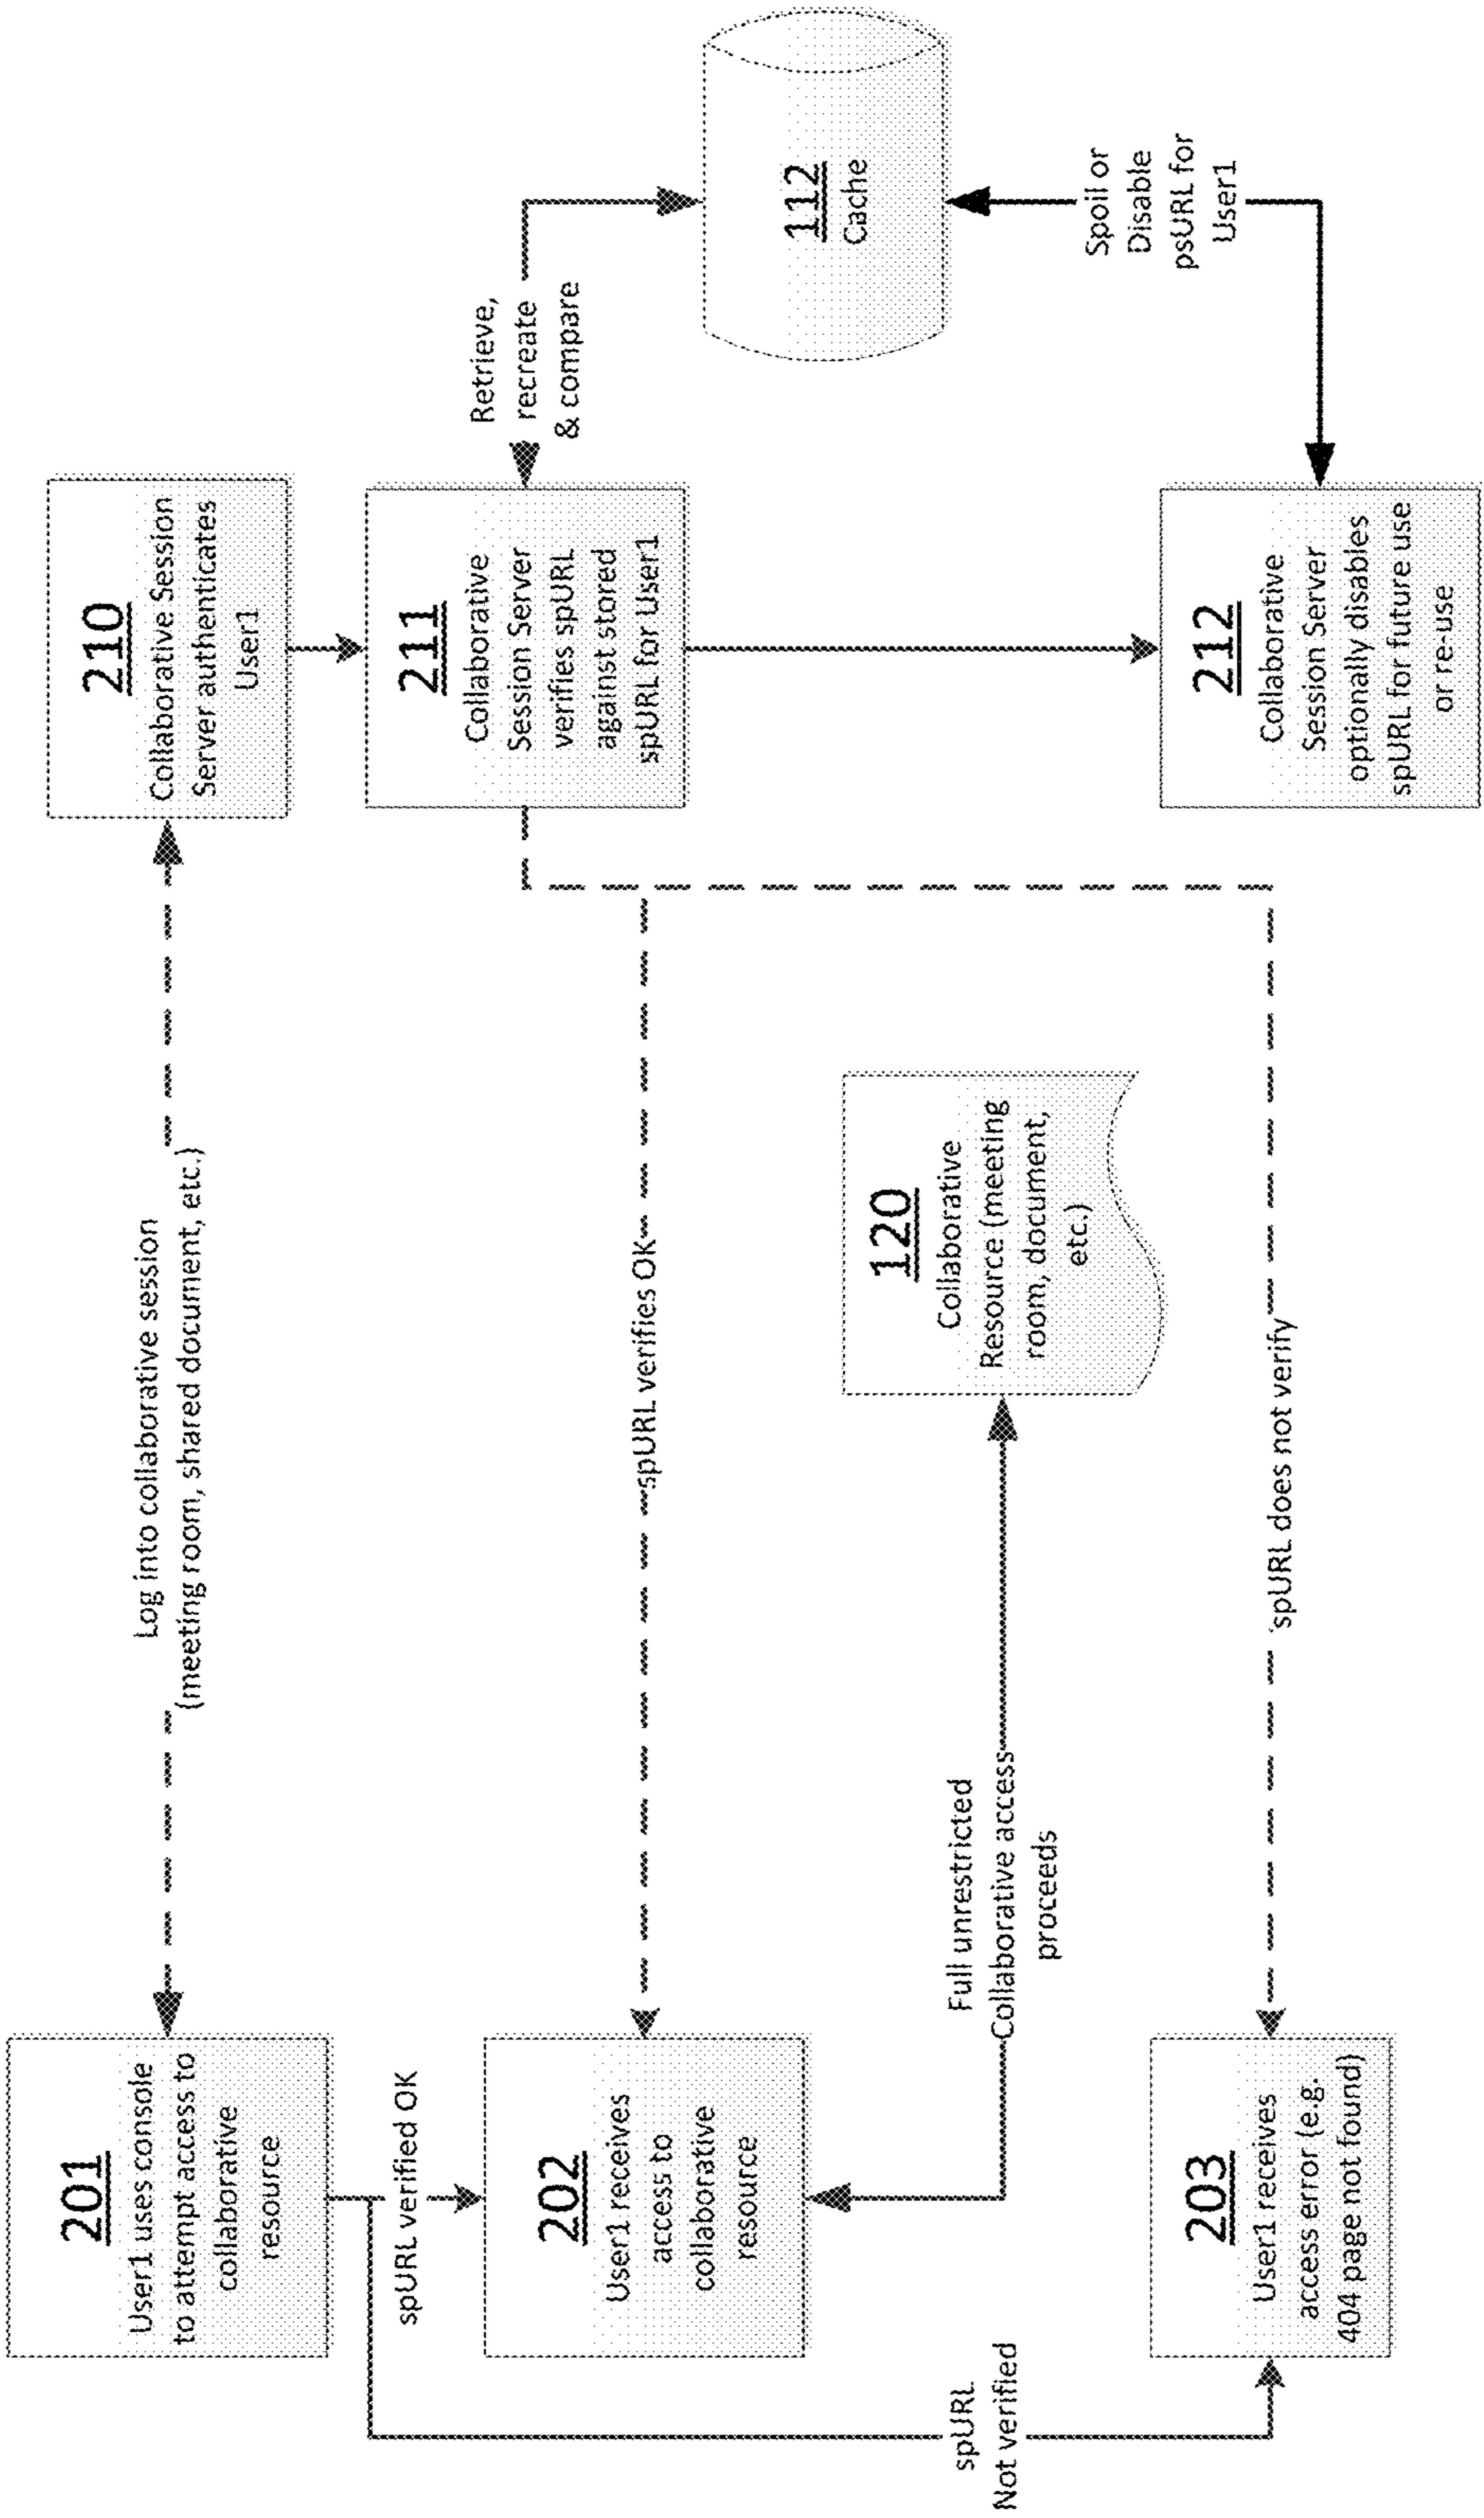 201
User1 uses console
to attempt access to
collaborative
resource
Log into collaborative session
(meeting room, shared document, etc.)
210
Collaborative Session
Server authenticates
User1
spURL verified OK
202
User1 receives
access to
collaborative
resource
spURL verifies OK
211
Collaborative
Session Server
verifies spURL
against stored
spURL for User1
Retrieve,
recreate
& compare
112
Cache
Full unrestricted
Collaborative access
proceeds
120
Collaborative
Resource (meeting
room, document,
etc.)
spURL
Not verified
203
User1 receives
access error (e.g.
404 page not found)
spURL does not verify
212
Collaborative
Session Server
optionally disables
spURL for future use
or re-use
Spoil or
Disable
psURL for
User1